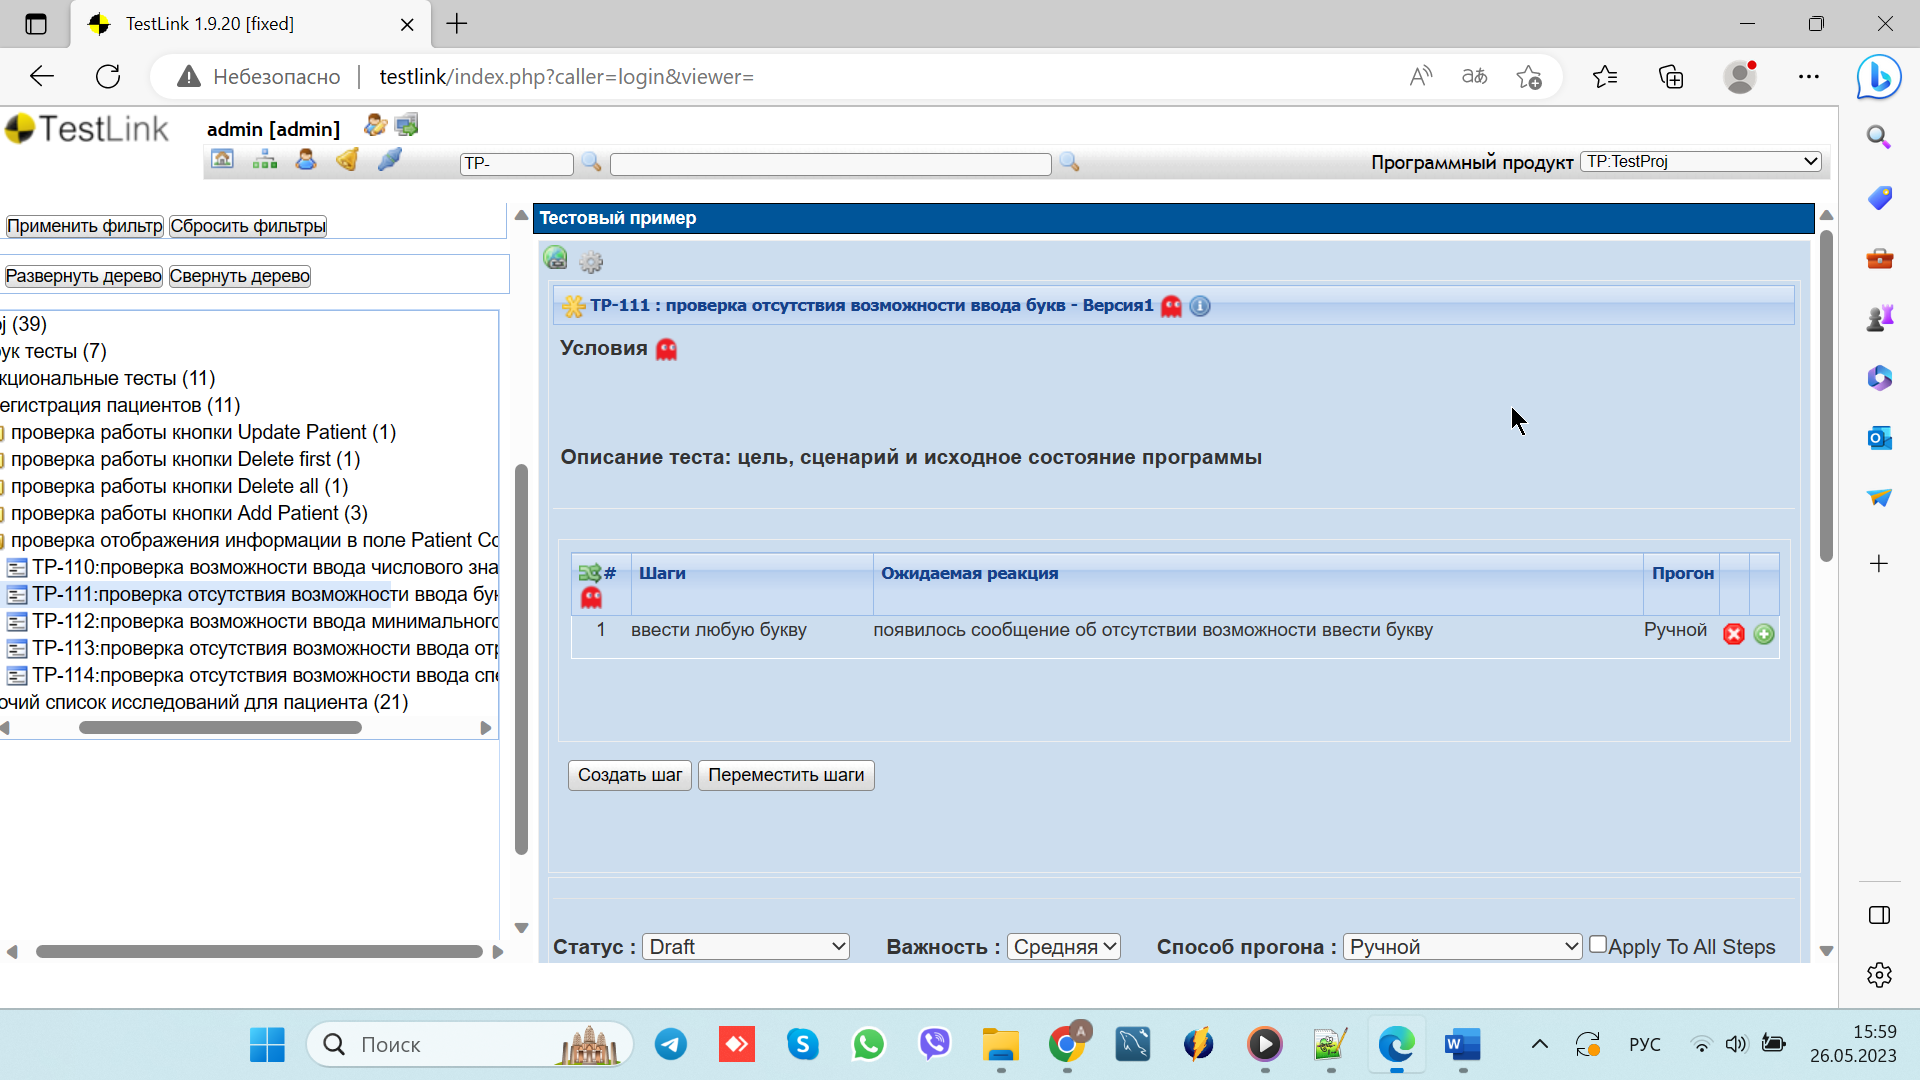 TestLink 1.9.20 [fixed]
Небезопасно
testlink/index.php?caller=login&viewer=
TestLink
admin [admin]
TP-
Программный продукт
TP:TestProj
Применить фильтр
Сбросить фильтры
Развернуть дерево
Свернуть дерево
j (39)
ук тесты (7)
кциональные тесты (11)
егистрация пациентов (11)
проверка работы кнопки Update Patient (1)
проверка работы кнопки Delete first (1)
проверка работы кнопки Delete all (1)
проверка работы кнопки Add Patient (3)
проверка отображения информации в поле Patient Co
TP-110:проверка возможности ввода числового зна
TP-111:проверка отсутствия возможности ввода бук
TP-112:проверка возможности ввода минимального
TP-113:проверка отсутствия возможности ввода отр
TP-114:проверка отсутствия возможности ввода спе
очий список исследований для пациента (21)
Тестовый пример
TP-111 : проверка отсутствия возможности ввода букв - Версия1
Условия
Описание теста: цель, сценарий и исходное состояние программы
# Шаги Ожидаемая реакция Прогон
1 ввести любую букву появилось сообщение об отсутствии возможности ввести букву Ручной
Создать шаг
Переместить шаги
Статус : Draft
Важность : Средняя
Способ прогона : Ручной
Apply To All Steps
Поиск
A
РУС
15:59
26.05.2023